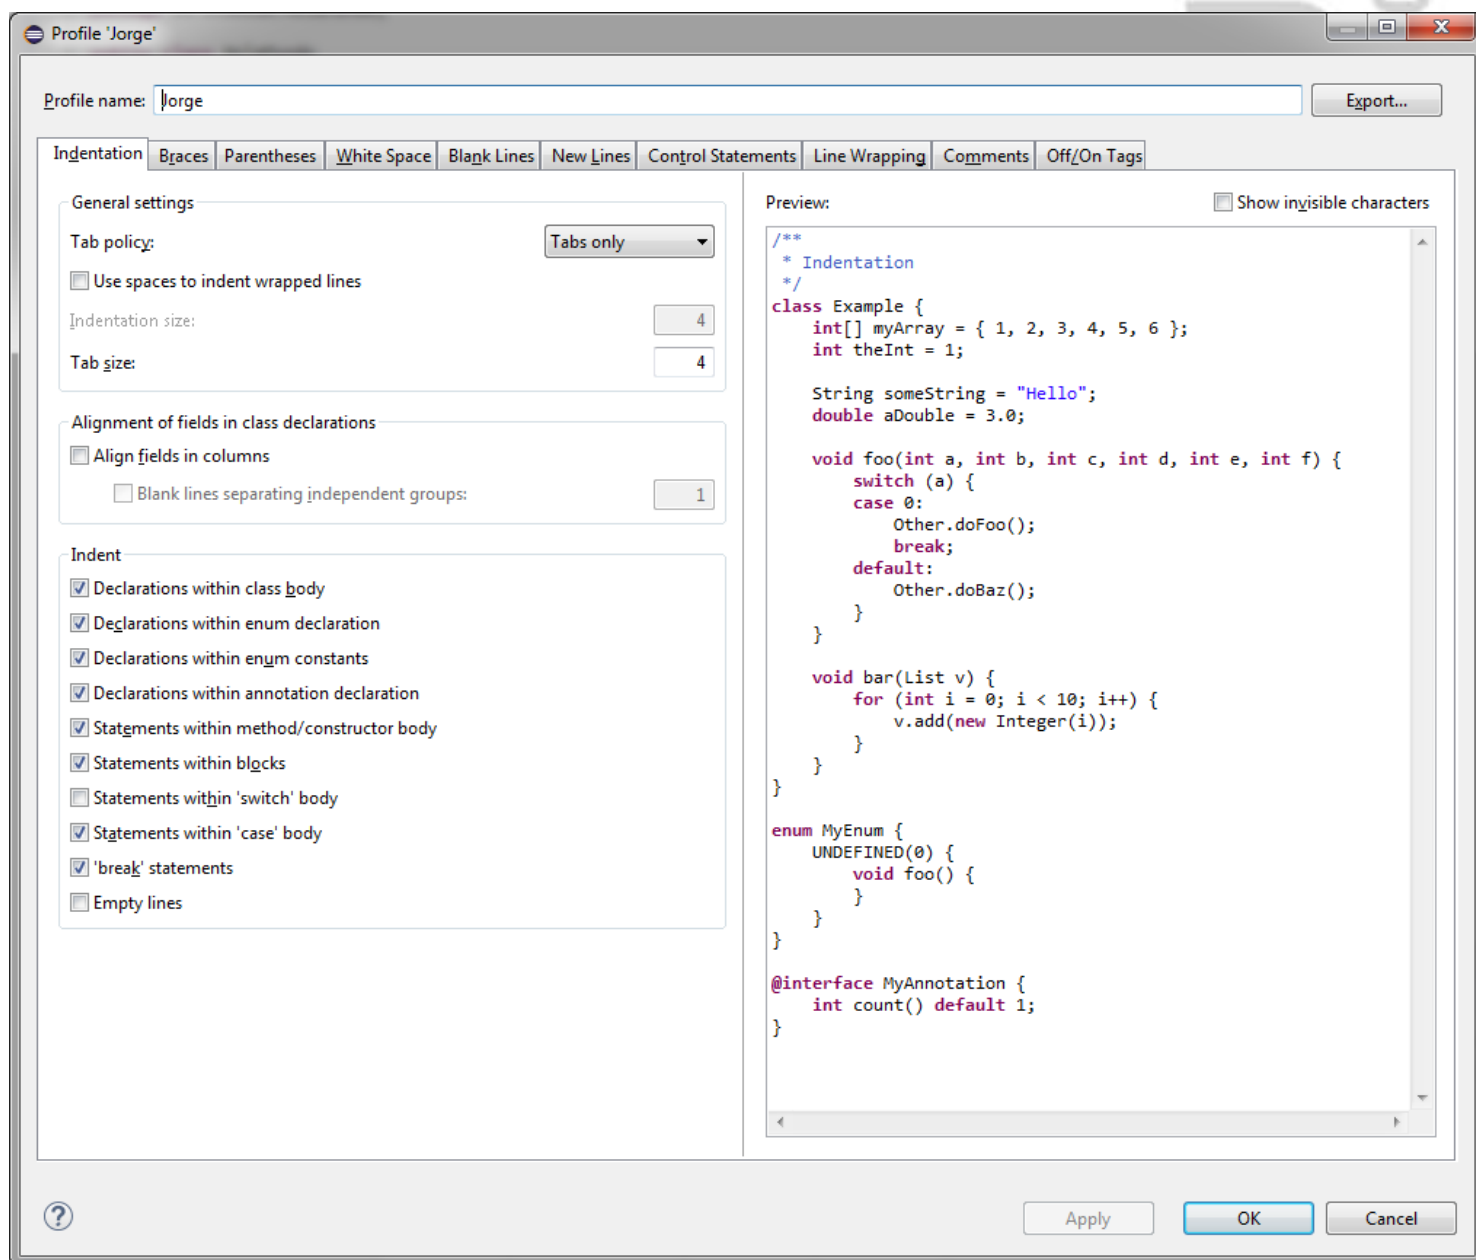 Profile 'Jorge'
Profile name: Jorge Export...
Indentation Braces Parentheses White Space Blank Lines New Lines Control Statements Line Wrapping Comments Off/On Tags
General settings
Tab policy: Tabs only
Use spaces to indent wrapped lines
Indentation size: 4
Tab size: 4
Alignment of fields in class declarations
Align fields in columns
Blank lines separating independent groups: 1
Indent
Declarations within class body
Declarations within enum declaration
Declarations within enum constants
Declarations within annotation declaration
Statements within method/constructor body
Statements within blocks
Statements within 'switch' body
Statements within 'case' body
'break' statements
Empty lines
Preview: Show invisible characters
/**
 * Indentation
 */
class Example {
    int[] myArray = { 1, 2, 3, 4, 5, 6 };
    int theInt = 1;

    String someString = "Hello";
    double aDouble = 3.0;

    void foo(int a, int b, int c, int d, int e, int f) {
        switch (a) {
        case 0:
            Other.doFoo();
            break;
        default:
            Other.doBaz();
        }
    }

    void bar(List v) {
        for (int i = 0; i < 10; i++) {
            v.add(new Integer(i));
        }
    }
}

enum MyEnum {
    UNDEFINED(0) {
        void foo() {
        }
    }
}

@interface MyAnnotation {
    int count() default 1;
}
? Apply OK Cancel